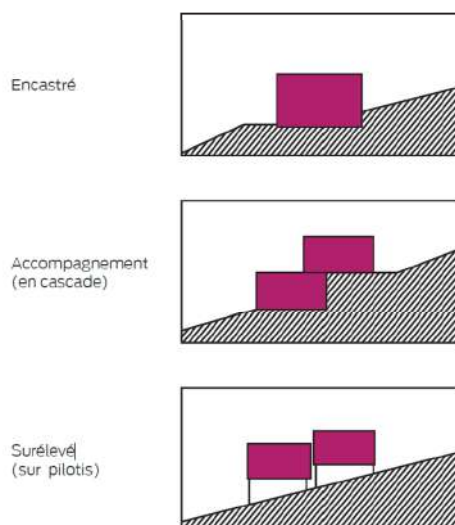 Encastré
Accompagnement
(en cascade)
Surélevé
(sur pilotis)